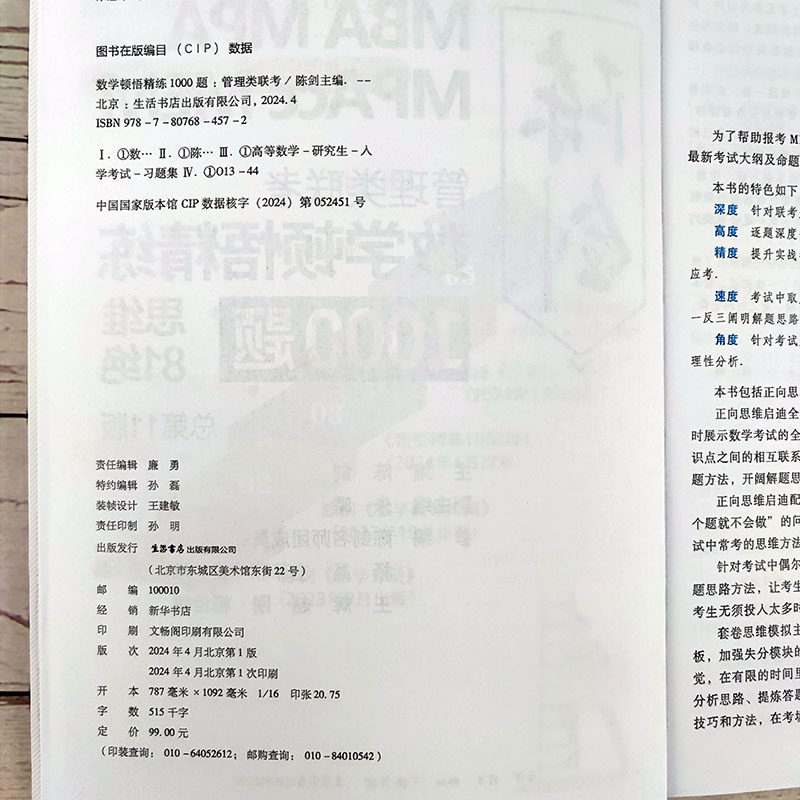 图书在版编目（CIP）数据
数学顿悟精练1000题：管理类联考/陈剑主编. --
北京：生活书店出版有限公司，2024.4
ISBN 978-7-80768-457-2
Ⅰ.①数… Ⅱ.①陈… Ⅲ.①高等数学-研究生-入
学考试-习题集 Ⅳ.①O13-44
中国国家版本馆CIP数据核字（2024）第052451号
责任编辑 廉 勇
特约编辑 孙 磊
装帧设计 王建敏
责任印制 孙 明
出版发行 生活书店出版有限公司
（北京市东城区美术馆东街22号）
邮 编 100010
经 销 新华书店
印 刷 文畅阁印刷有限公司
版 次 2024年4月北京第1版
2024年4月北京第1次印刷
开 本 787毫米×1092毫米 1/16 印张20.75
字 数 515千字
定 价 99.00元
（印装查询：010-64052612；邮购查询：010-84010542）
为了帮助报考M
最新考试大纲及命题
本书的特色如下
深度 针对联考
高度 逐题深度
精度 提升实战
应考.
速度 考试中取
一反三阐明解题思路
角度 针对考试
理性分析.
本书包括正向思
正向思维启迪全
时展示数学考试的全
识点之间的相互联系
题方法，开阔解题思
正向思维启迪配
个题就不会做”的问
试中常考的思维方法
针对考试中偶尔
题思路方法，让考生
考生无须投入太多时
套卷思维模拟主
板，加强失分模块的
觉，在有限的时间里
分析思路、提炼答题
技巧和方法，在考场